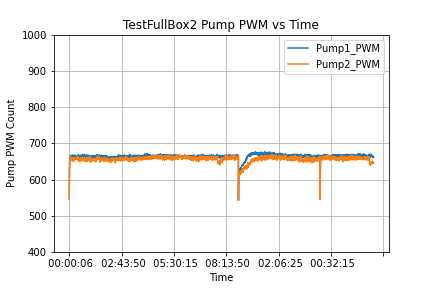 TestFullBox2 Pump PWM vs Time
Pump1_PWM
Pump2_PWM
Pump PWM Count
1000
900
800
700
600
500
400
00:00:06 02:43:50 05:30:15 08:13:50 02:06:25 00:32:15
Time